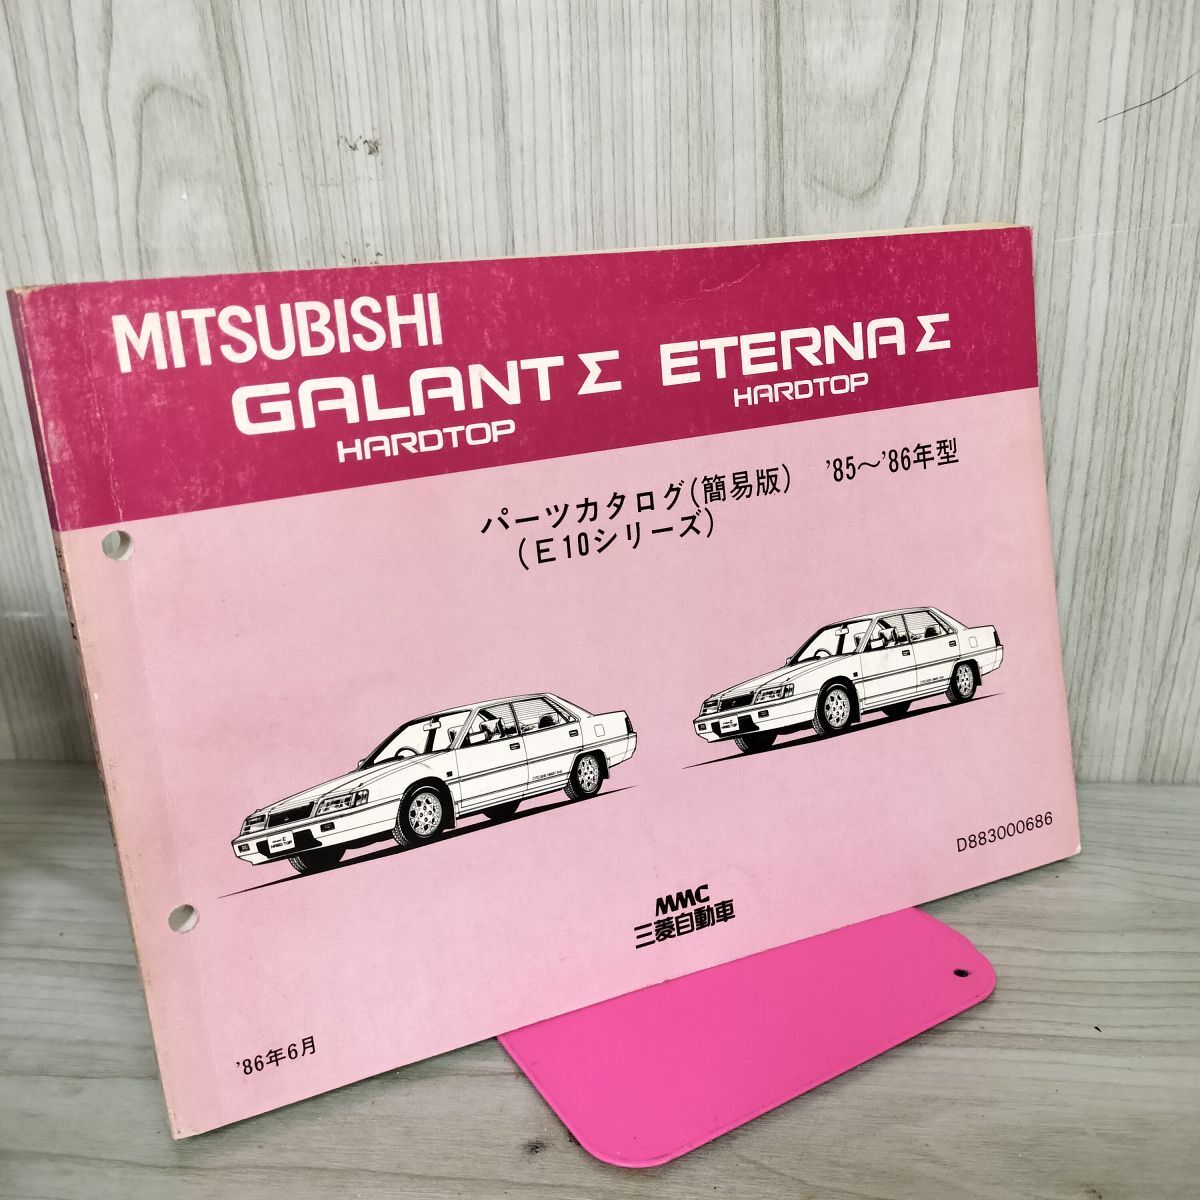 MITSUBISHI
GALANT Σ
HARDTOP
ETERNA Σ
HARDTOP
パーツカタログ(簡易版) '85〜'86年型
(E10シリーズ)
Σ
HARDTOP
D883000686
MMC
三菱自動車
'86年6月